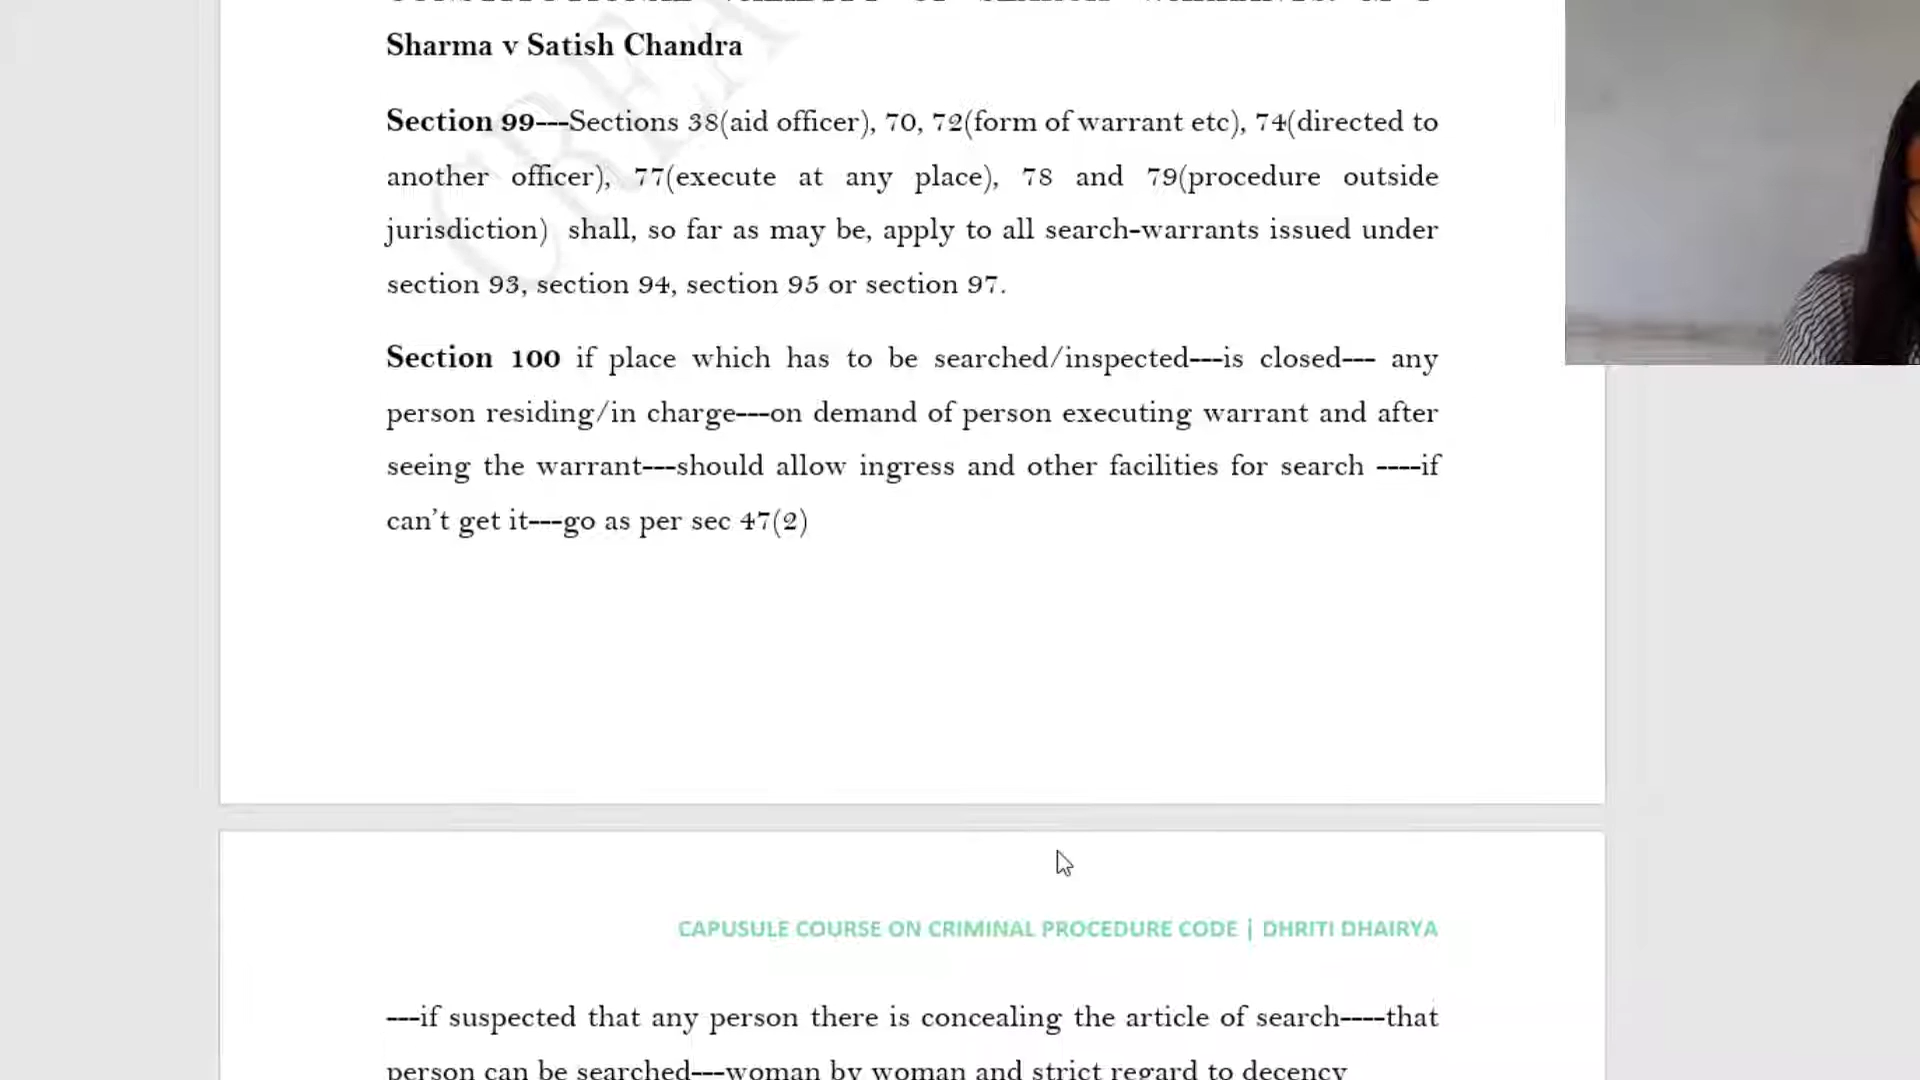 Sharma v Satish Chandra
Section 99---Sections 38(aid officer), 70, 72(form of warrant etc), 74(directed to
another officer), 77(execute at any place), 78 and 79(procedure outside
jurisdiction) shall, so far as may be, apply to all search-warrants issued under
section 93, section 94, section 95 or section 97.
Section 100 if place which has to be searched/inspected---is closed--- any
person residing/in charge---on demand of person executing warrant and after
seeing the warrant---should allow ingress and other facilities for search ----if
can’t get it---go as per sec 47(2)
CAPUSULE COURSE ON CRIMINAL PROCEDURE CODE | DHRITI DHAIRYA
---if suspected that any person there is concealing the article of search----that
person can be searched---woman by woman and strict regard to decency